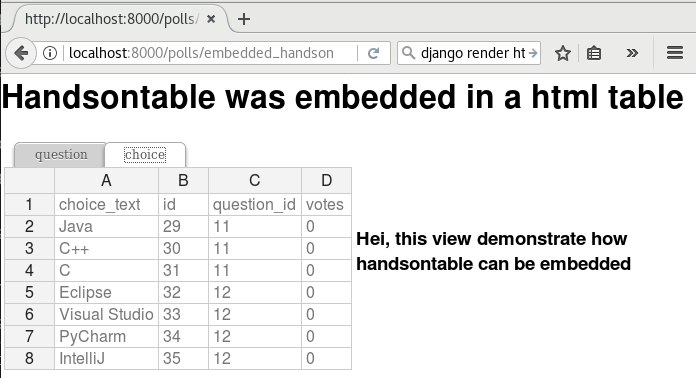 http://localhost:8000/polls/
localhost:8000/polls/embedded_handson
django render ht
Handsontable was embedded in a html table
question choice
A B C D
1 choice_text id question_id votes
2 Java 29 11 0
3 C++ 30 11 0
4 C 31 11 0
5 Eclipse 32 12 0
6 Visual Studio 33 12 0
7 PyCharm 34 12 0
8 IntelliJ 35 12 0
Hei, this view demonstrate how
handsontable can be embedded